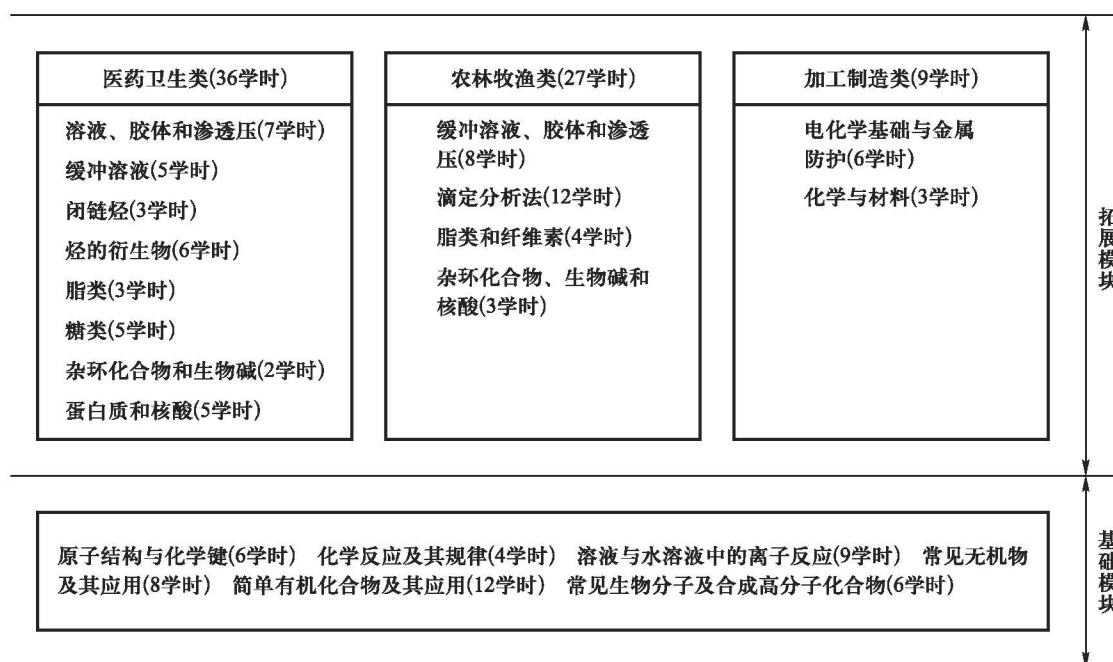 医药卫生类(36学时)
溶液、胶体和渗透压(7学时)
缓冲溶液(5学时)
闭链烃(3学时)
烃的衍生物(6学时)
脂类(3学时)
糖类(5学时)
杂环化合物和生物碱(2学时)
蛋白质和核酸(5学时)
农林牧渔类(27学时)
缓冲溶液、胶体和渗透
压(8学时)
滴定分析法(12学时)
脂类和纤维素(4学时)
杂环化合物、生物碱和
核酸(3学时)
加工制造类(9学时)
电化学基础与金属
防护(6学时)
化学与材料(3学时)
拓展模块
原子结构与化学键(6学时) 化学反应及其规律(4学时) 溶液与水溶液中的离子反应(9学时) 常见无机物
及其应用(8学时) 简单有机化合物及其应用(12学时) 常见生物分子及合成高分子化合物(6学时)
基础模块